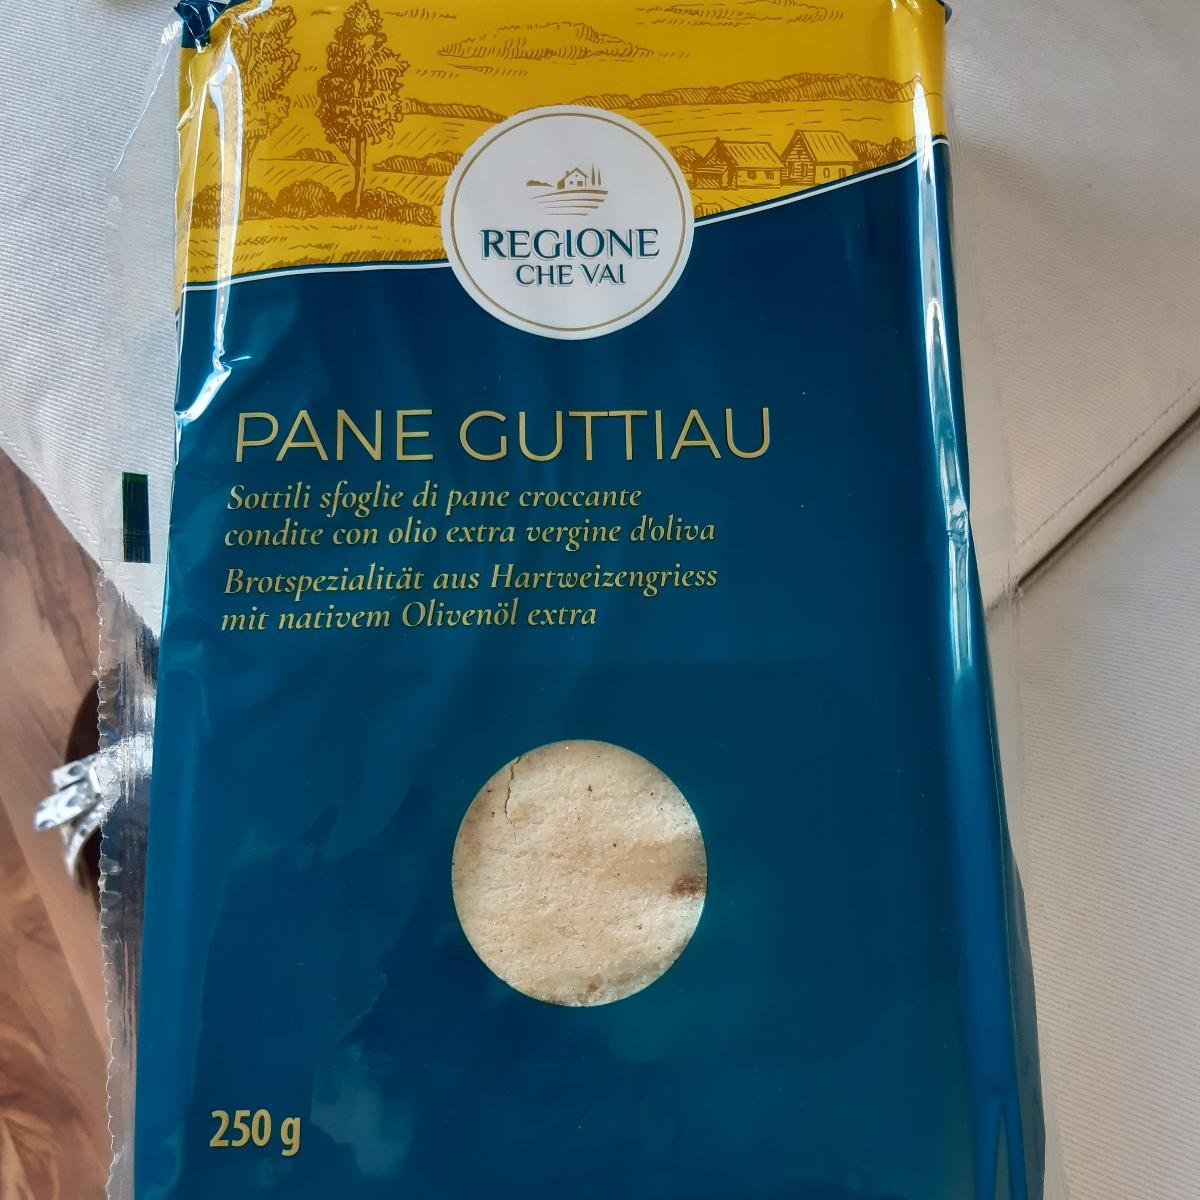 REGIONE
CHE VAI
PANE GUTTIAU
Sottili sfoglie di pane croccante
condite con olio extra vergine d'oliva
Brotspezialität aus Hartweizengriess
mit nativem Olivenöl extra
250 g